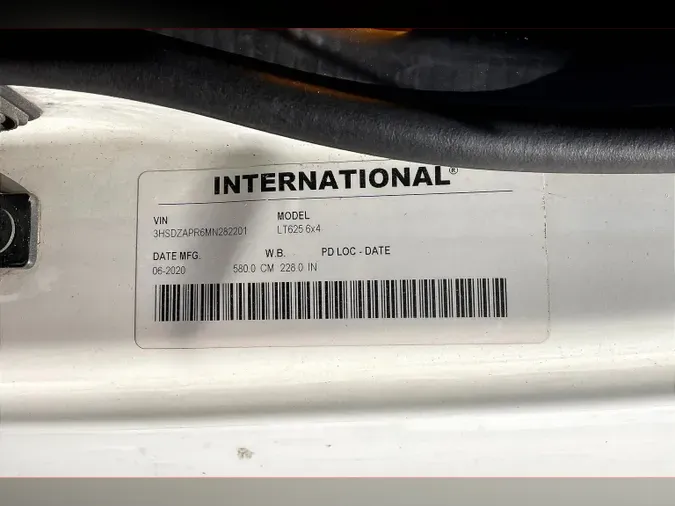 INTERNATIONAL®
VIN MODEL
3HSDZAPR6MN282201 LT625 6x4
DATE MFG. W.B. PD LOC - DATE
06-2020 580.0 CM 228.0 IN